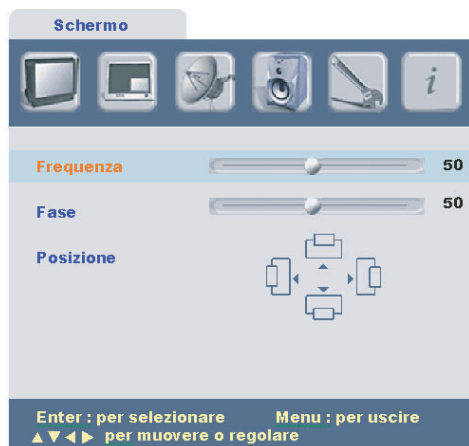 Schermo
i
Frequenza 50
Fase 50
Posizione
Enter : per selezionare Menu : per uscire
▲▼◀▶ per muovere o regolare